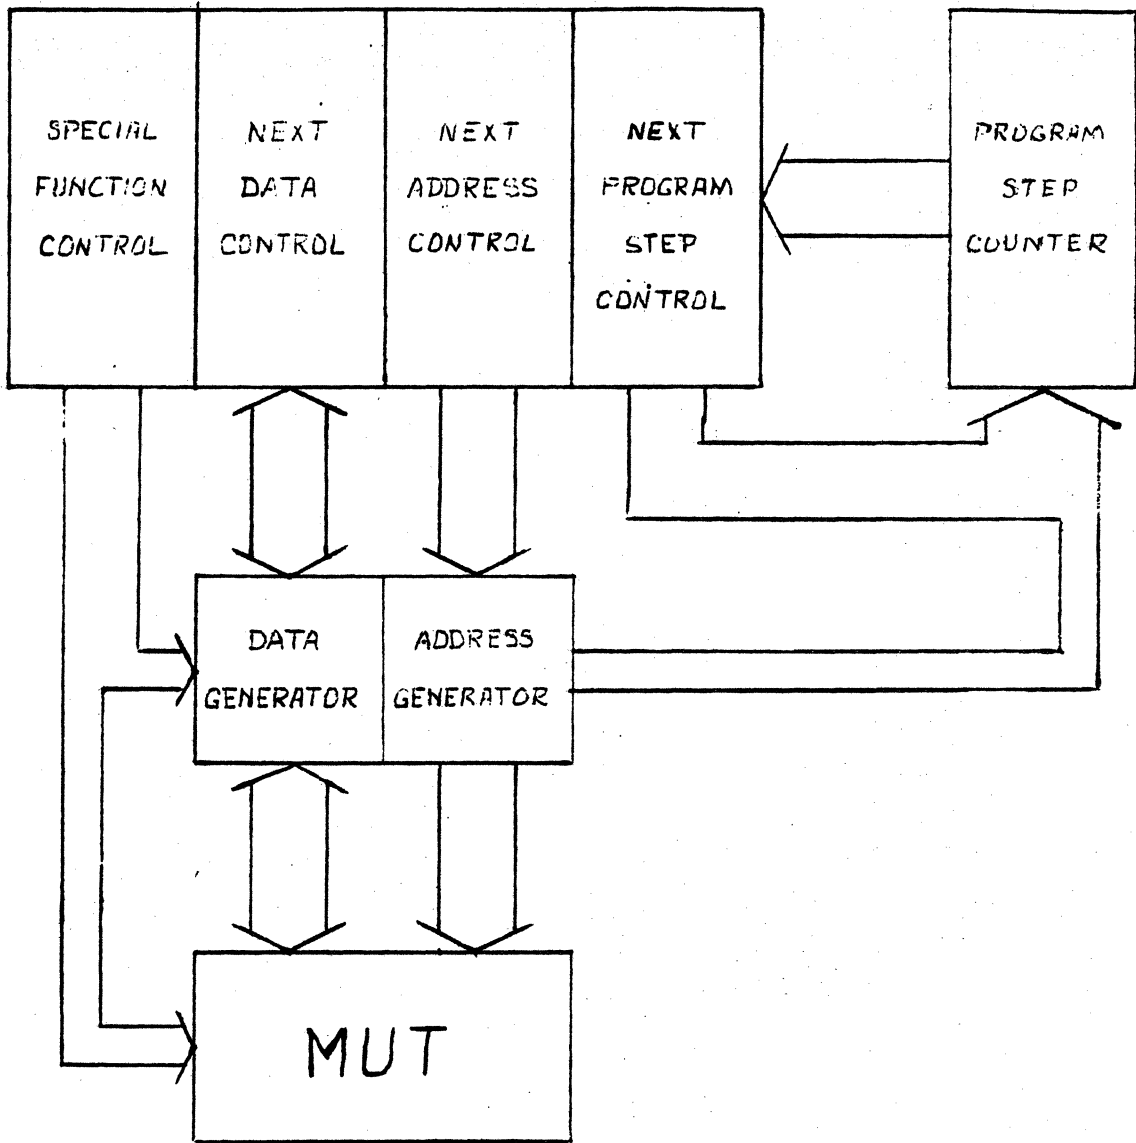 SPECIAL
FUNCTION
CONTROL
NEXT
DATA
CONTROL
NEXT
ADDRESS
CONTROL
NEXT
PROGRAM
STEP
CONTROL
PROGRAM
STEP
COUNTER
DATA
GENERATOR
ADDRESS
GENERATOR
MUT